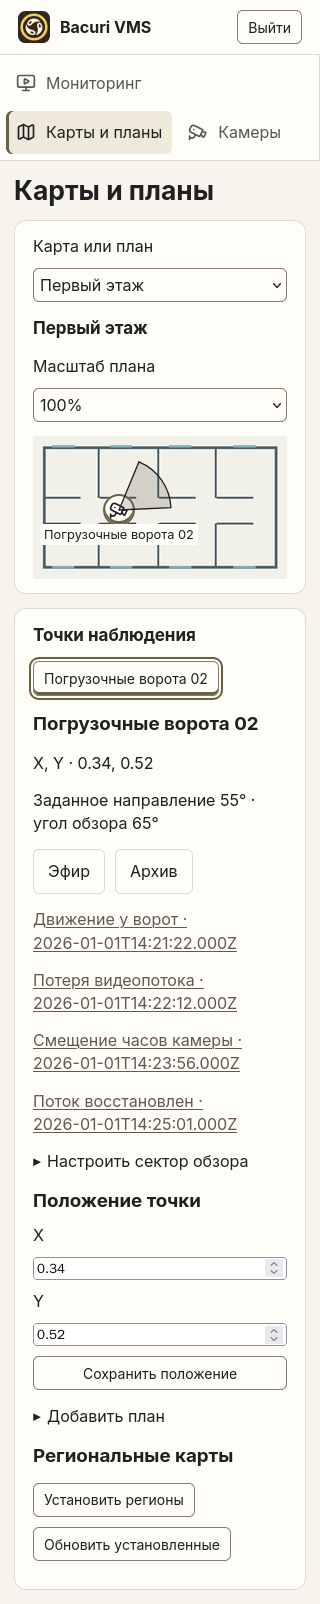 Bacuri VMS
Выйти
Мониторинг
Карты и планы
Камеры
Карты и планы
Карта или план
Первый этаж
Первый этаж
Масштаб плана
100%
Погрузочные ворота 02
Точки наблюдения
Погрузочные ворота 02
Погрузочные ворота 02
X, Y · 0.34, 0.52
Заданное направление 55° ·
угол обзора 65°
Эфир
Архив
Движение у ворот ·
2026-01-01T14:21:22.000Z
Потеря видеопотока ·
2026-01-01T14:22:12.000Z
Смещение часов камеры ·
2026-01-01T14:23:56.000Z
Поток восстановлен ·
2026-01-01T14:25:01.000Z
Настроить сектор обзора
Положение точки
X
0.34
Y
0.52
Сохранить положение
Добавить план
Региональные карты
Установить регионы
Обновить установленные